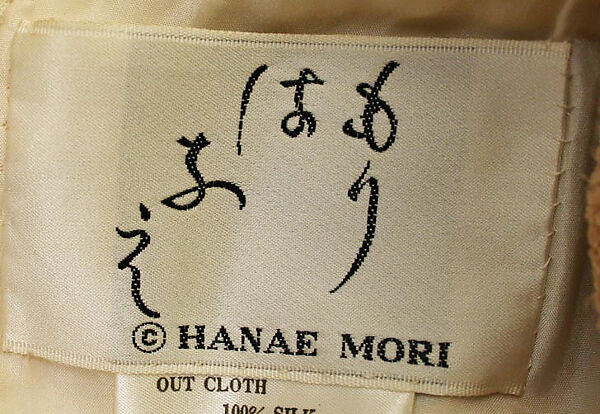 もり
はなえ
© HANAE MORI
OUT CLOTH
100% SILK